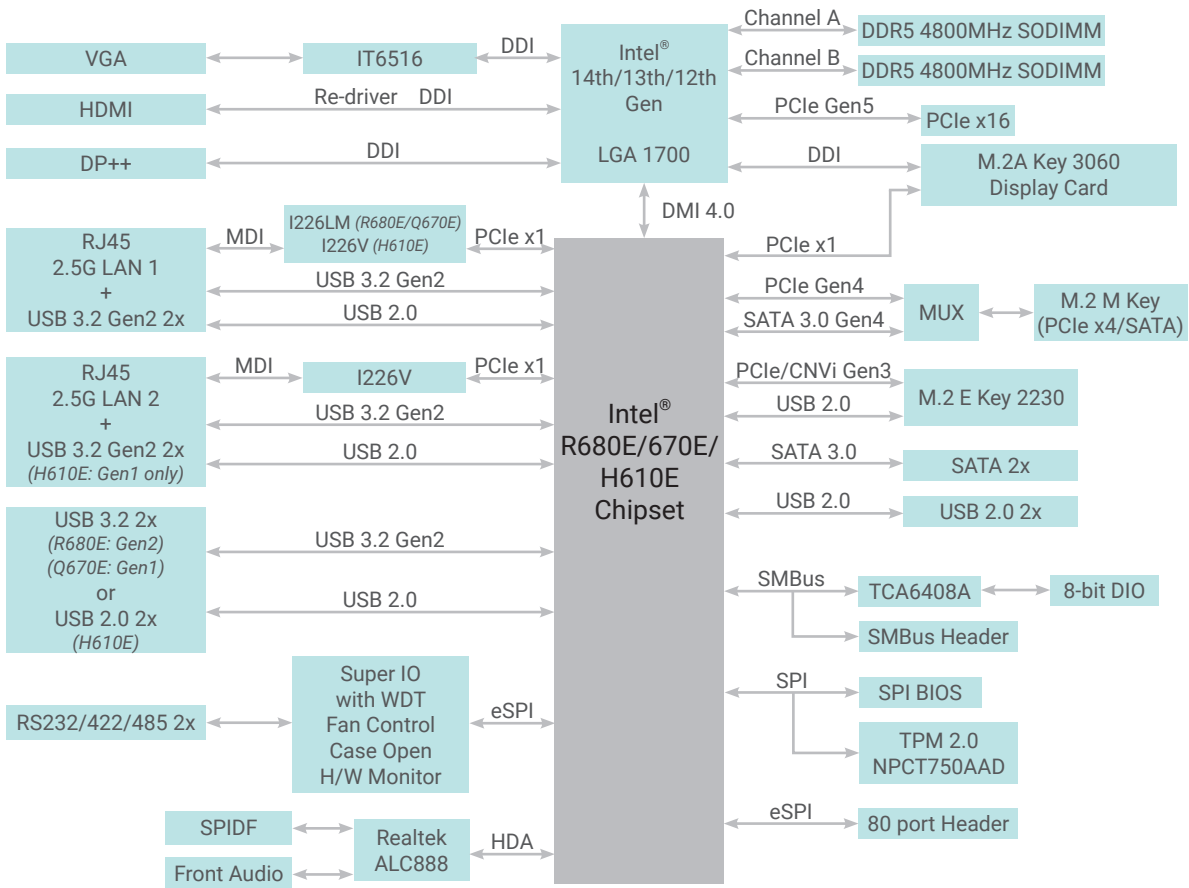 VGA
IT6516
DDI
HDMI
Re-driver DDI
DP++
DDI
Intel®
14th/13th/12th
Gen
LGA 1700
Channel A
DDR5 4800MHz SODIMM
Channel B
DDR5 4800MHz SODIMM
PCIe Gen5
PCIe x16
DDI
M.2A Key 3060
Display Card
DMI 4.0
PCIe x1
RJ45
2.5G LAN 1
+
USB 3.2 Gen2 2x
MDI
I226LM (R680E/Q670E)
I226V (H610E)
PCIe x1
USB 3.2 Gen2
USB 2.0
RJ45
2.5G LAN 2
+
USB 3.2 Gen2 2x
(H610E: Gen1 only)
MDI
I226V
PCIe x1
USB 3.2 Gen2
USB 2.0
USB 3.2 2x
(R680E: Gen2)
(Q670E: Gen1)
or
USB 2.0 2x
(H610E)
USB 3.2 Gen2
USB 2.0
RS232/422/485 2x
Super IO
with WDT
Fan Control
Case Open
H/W Monitor
eSPI
SPIDF
Front Audio
Realtek
ALC888
HDA
Intel®
R680E/670E/
H610E
Chipset
PCIe Gen4
SATA 3.0 Gen4
MUX
M.2 M Key
(PCIe x4/SATA)
PCIe/CNVi Gen3
USB 2.0
M.2 E Key 2230
SATA 3.0
SATA 2x
USB 2.0
USB 2.0 2x
SMBus
TCA6408A
8-bit DIO
SMBus Header
SPI
SPI BIOS
TPM 2.0
NPCT750AAD
eSPI
80 port Header